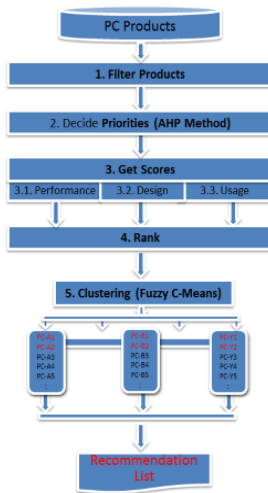 PC Products
1. Filter Products
2. Decide Priorities (AHP Method)
3. Get Scores
3.1. Performance 3.2. Design 3.3. Usage
4. Rank
5. Clustering (Fuzzy C-Means)
PC-A1 PC-B1 PC-Y1
PC-A2 PC-B2 PC-Y2
PC-A3 PC-B3 PC-Y3
PC-A4 PC-B4 PC-Y4
PC-A5 PC-B5 PC-Y5
: :
Recommendation
List